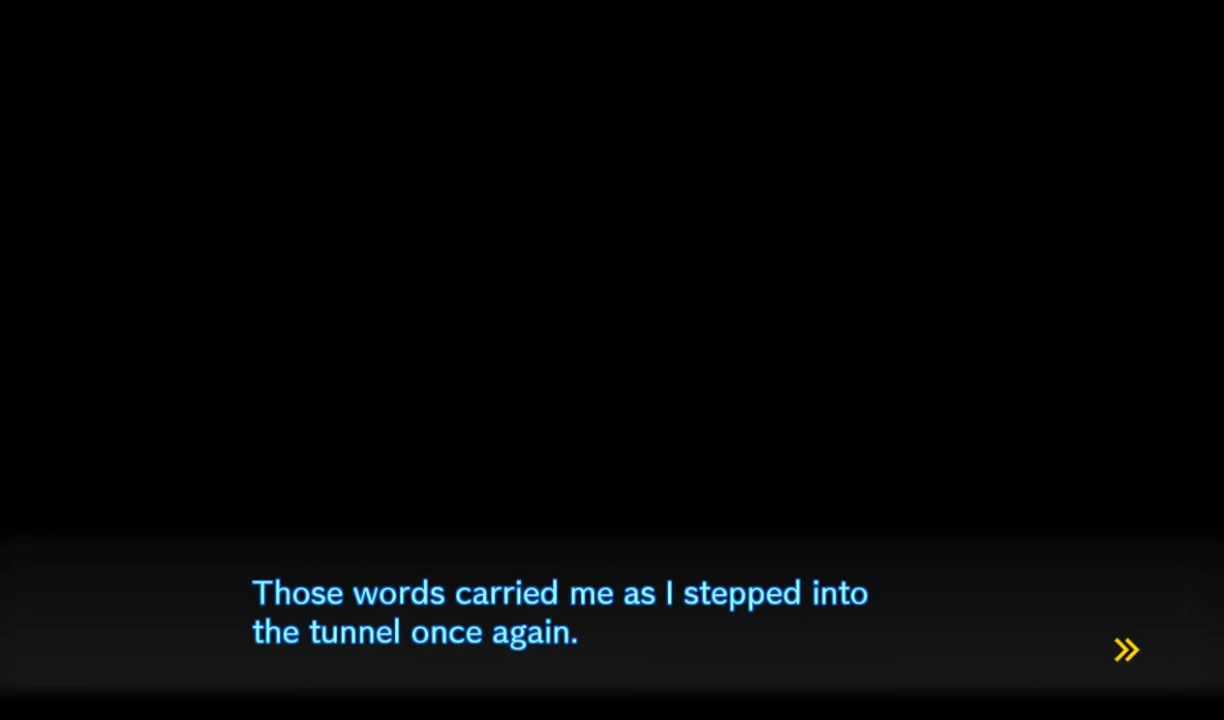 Those words carried me as I stepped into
the tunnel once again.